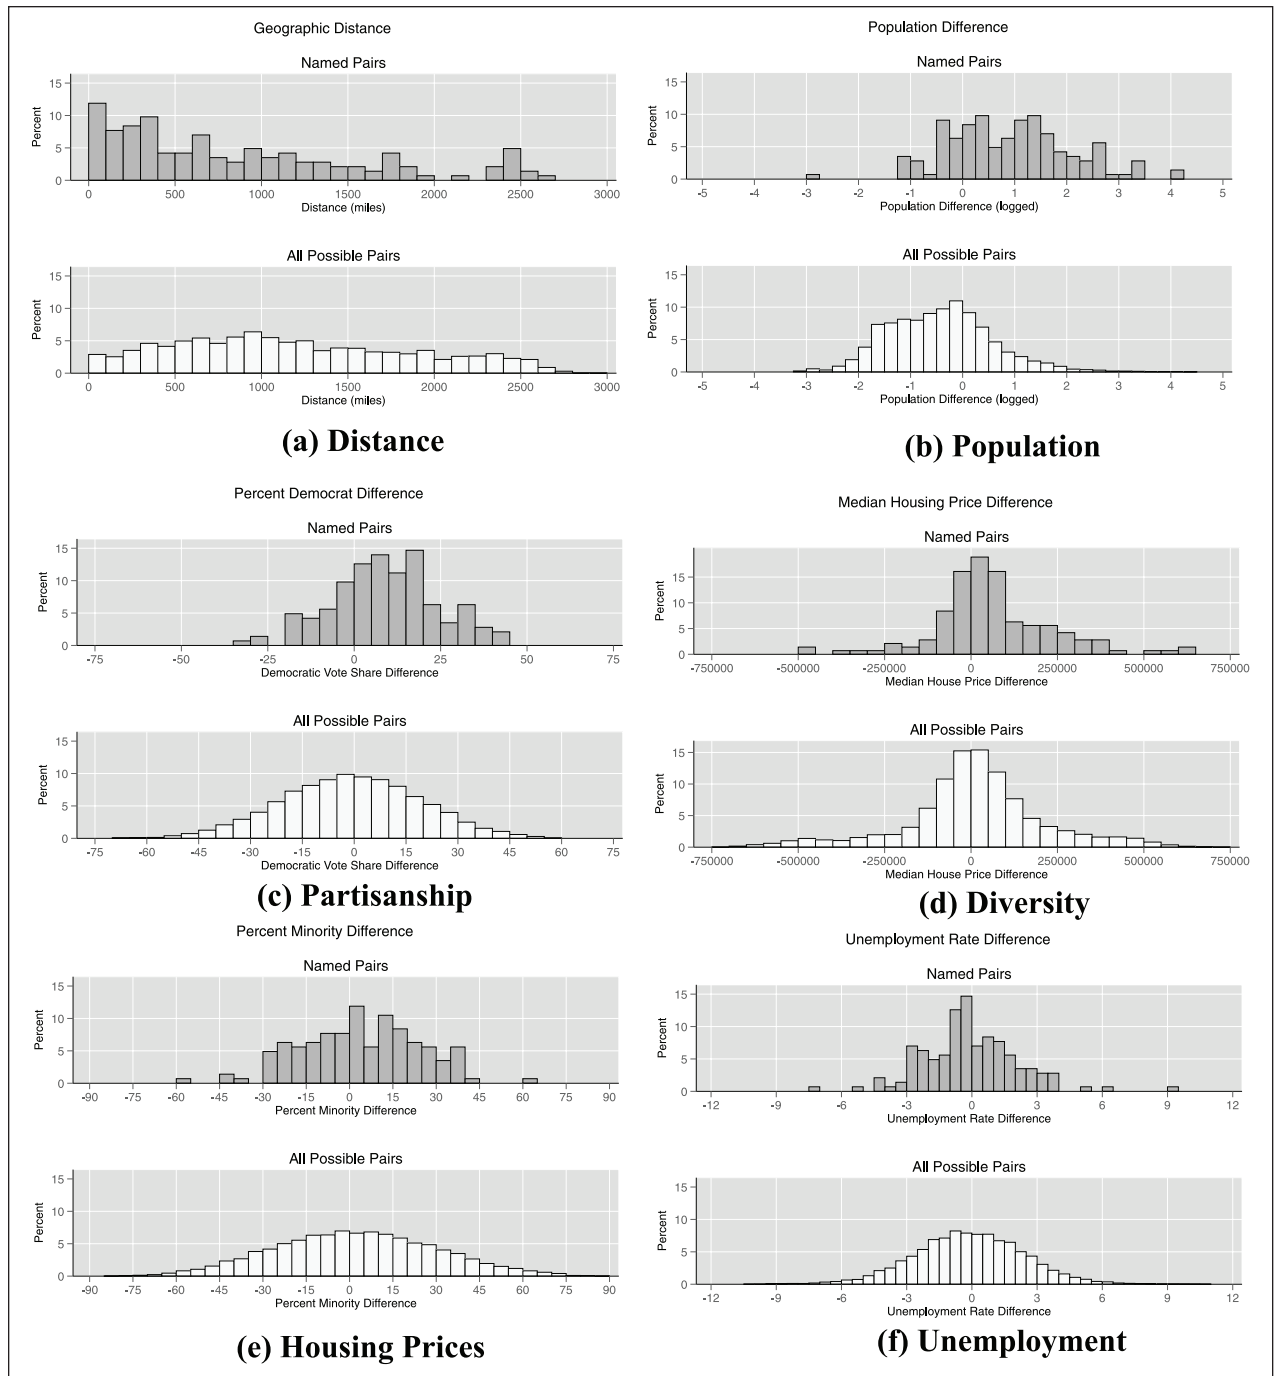 Geographic Distance
Named Pairs
Percent
15
10
5
0
0 500 1000 1500 2000 2500 3000
Distance (miles)
All Possible Pairs
Percent
15
10
5
0
0 500 1000 1500 2000 2500 3000
Distance (miles)
(a) Distance
Population Difference
Named Pairs
Percent
15
10
5
0
-5 -4 -3 -2 -1 0 1 2 3 4 5
Population Difference (logged)
All Possible Pairs
Percent
15
10
5
0
-5 -4 -3 -2 -1 0 1 2 3 4 5
Population Difference (logged)
(b) Population
Percent Democrat Difference
Named Pairs
Percent
15
10
5
0
-75 -50 -25 0 25 50 75
Democratic Vote Share Difference
All Possible Pairs
Percent
15
10
5
0
-75 -60 -45 -30 -15 0 15 30 45 60 75
Democratic Vote Share Difference
(c) Partisanship
Median Housing Price Difference
Named Pairs
Percent
15
10
5
0
-750000 -500000 -250000 0 250000 500000 750000
Median House Price Difference
All Possible Pairs
Percent
15
10
5
0
-750000 -500000 -250000 0 250000 500000 750000
Median House Price Difference
(d) Diversity
Percent Minority Difference
Named Pairs
Percent
15
10
5
0
-90 -75 -60 -45 -30 -15 0 15 30 45 60 75 90
Percent Minority Difference
All Possible Pairs
Percent
15
10
5
0
-90 -75 -60 -45 -30 -15 0 15 30 45 60 75 90
Percent Minority Difference
(e) Housing Prices
Unemployment Rate Difference
Named Pairs
Percent
15
10
5
0
-12 -9 -6 -3 0 3 6 9 12
Unemployment Rate Difference
All Possible Pairs
Percent
15
10
5
0
-12 -9 -6 -3 0 3 6 9 12
Unemployment Rate Difference
(f) Unemployment